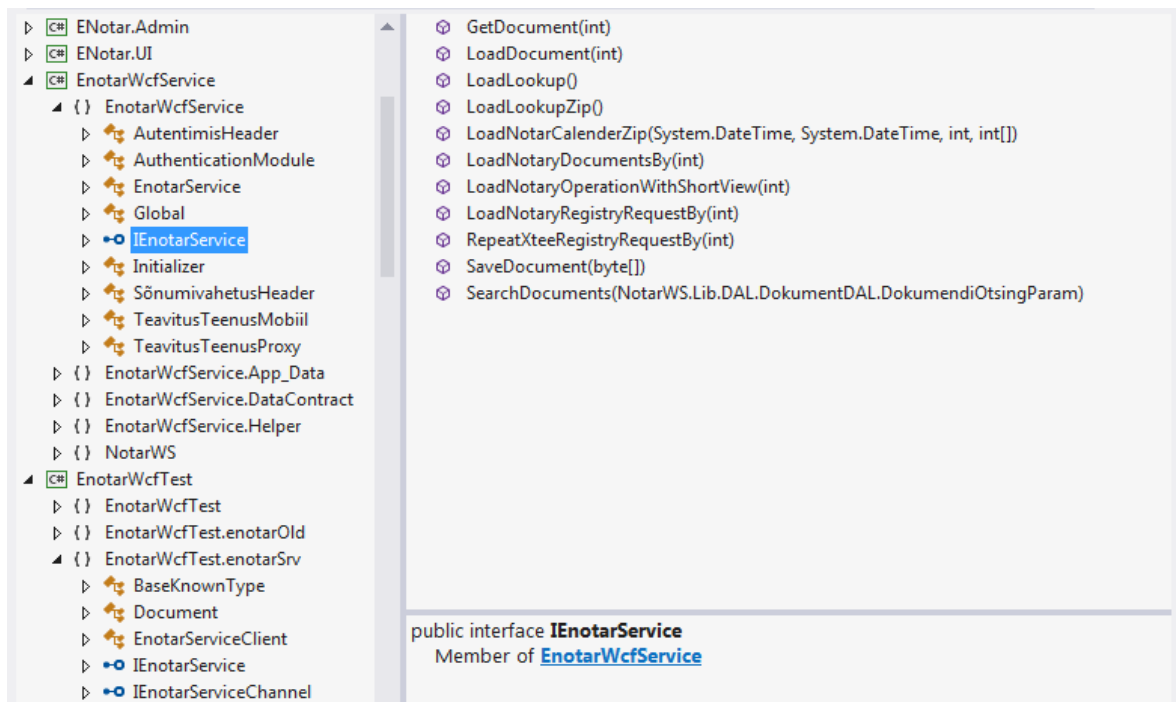 ENotar.Admin
ENotar.UI
EnotarWcfService
{ } EnotarWcfService
AutentimisHeader
AuthenticationModule
EnotarService
Global
IEnotarService
Initializer
SõnumivahetusHeader
TeavitusTeenusMobiil
TeavitusTeenusProxy
{ } EnotarWcfService.App_Data
{ } EnotarWcfService.DataContract
{ } EnotarWcfService.Helper
{ } NotarWS
C# EnotarWcfTest
{ } EnotarWcfTest
{ } EnotarWcfTest.enotarOld
{ } EnotarWcfTest.enotarSrv
BaseKnownType
Document
EnotarServiceClient
IEnotarService
IEnotarServiceChannel
GetDocument(int)
LoadDocument(int)
LoadLookup()
LoadLookupZip()
LoadNotarCalenderZip(System.DateTime, System.DateTime, int, int[])
LoadNotaryDocumentsBy(int)
LoadNotaryOperationWithShortView(int)
LoadNotaryRegistryRequestBy(int)
RepeatXteeRegistryRequestBy(int)
SaveDocument(byte[])
SearchDocuments(NotarWS.Lib.DAL.DokumentDAL.DokumendiOtsingParam)
public interface IEnotarService
Member of EnotarWcfService